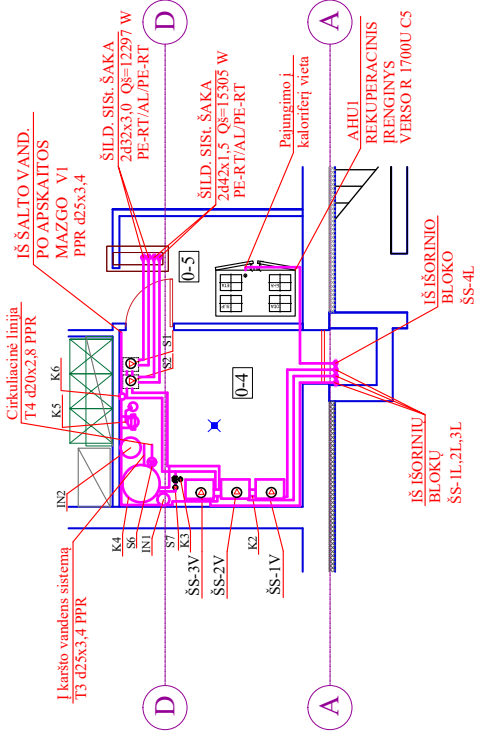 Į karšto vandens sistemą
T3 d25x3,4 PPR
Cirkuliacinė linija
T4 d20x2,8 PPR
IŠ ŠALTO VAND.
PO APSKAITOS
MAZGO V1
PPR d25x3,4
ŠILD. SISt. ŠAKA
2d32x3,0 Qš=12297 W
PE-RT/AL/PE-RT
ŠILD. SISt. ŠAKA
2d42x1,5 Qš=15305 W
PE-RT/AL/PE-RT
Pajungimo į
kaloriferį vieta
AHU1
REKUPERACINIS
ĮRENGINYS
VERSO R 1700U C5
IN2
K5
K6
K4
S6
IN1
S7
K3
ŠS-3V
ŠS-2V
K2
ŠS-1V
S2
S1
0-5
0-4
IŠ IŠORINIŲ
BLOKŲ
ŠS-1L,2L,3L
IŠ IŠORINIO
BLOKO
ŠS-4L
D
D
A
A